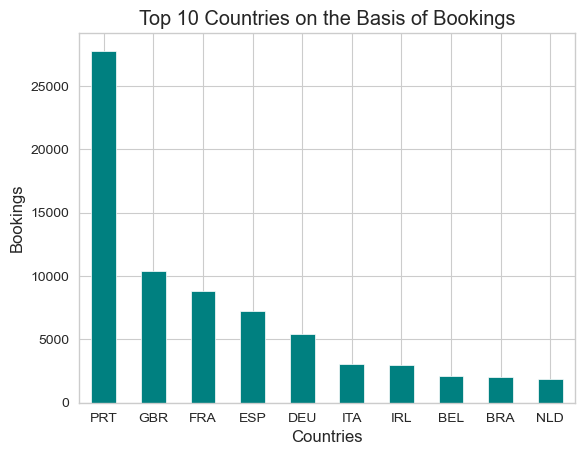 Top 10 Countries on the Basis of Bookings
25000
20000
15000
10000
5000
0
Bookings
PRT GBR FRA ESP DEU ITA IRL BEL BRA NLD
Countries